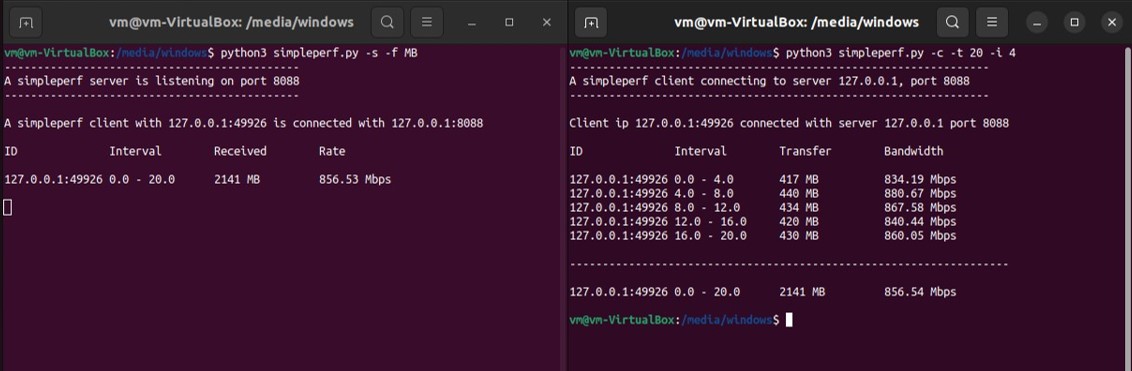 vm@vm-VirtualBox: /media/windows
vm@vm-VirtualBox:/media/windows$ python3 simpleperf.py -s -f MB
---------------------------------------------
A simpleperf server is listening on port 8088
---------------------------------------------
A simpleperf client with 127.0.0.1:49926 is connected with 127.0.0.1:8088
ID Interval Received Rate
127.0.0.1:49926 0.0 - 20.0 2141 MB 856.53 Mbps
vm@vm-VirtualBox: /media/windows
vm@vm-VirtualBox:/media/windows$ python3 simpleperf.py -c -t 20 -i 4
----------------------------------------------------------------
A simpleperf client connecting to server 127.0.0.1, port 8088
----------------------------------------------------------------
Client ip 127.0.0.1:49926 connected with server 127.0.0.1 port 8088
ID Interval Transfer Bandwidth
127.0.0.1:49926 0.0 - 4.0 417 MB 834.19 Mbps
127.0.0.1:49926 4.0 - 8.0 440 MB 880.67 Mbps
127.0.0.1:49926 8.0 - 12.0 434 MB 867.58 Mbps
127.0.0.1:49926 12.0 - 16.0 420 MB 840.44 Mbps
127.0.0.1:49926 16.0 - 20.0 430 MB 860.05 Mbps
-------------------------------------------------------------------
127.0.0.1:49926 0.0 - 20.0 2141 MB 856.54 Mbps
vm@vm-VirtualBox:/media/windows$